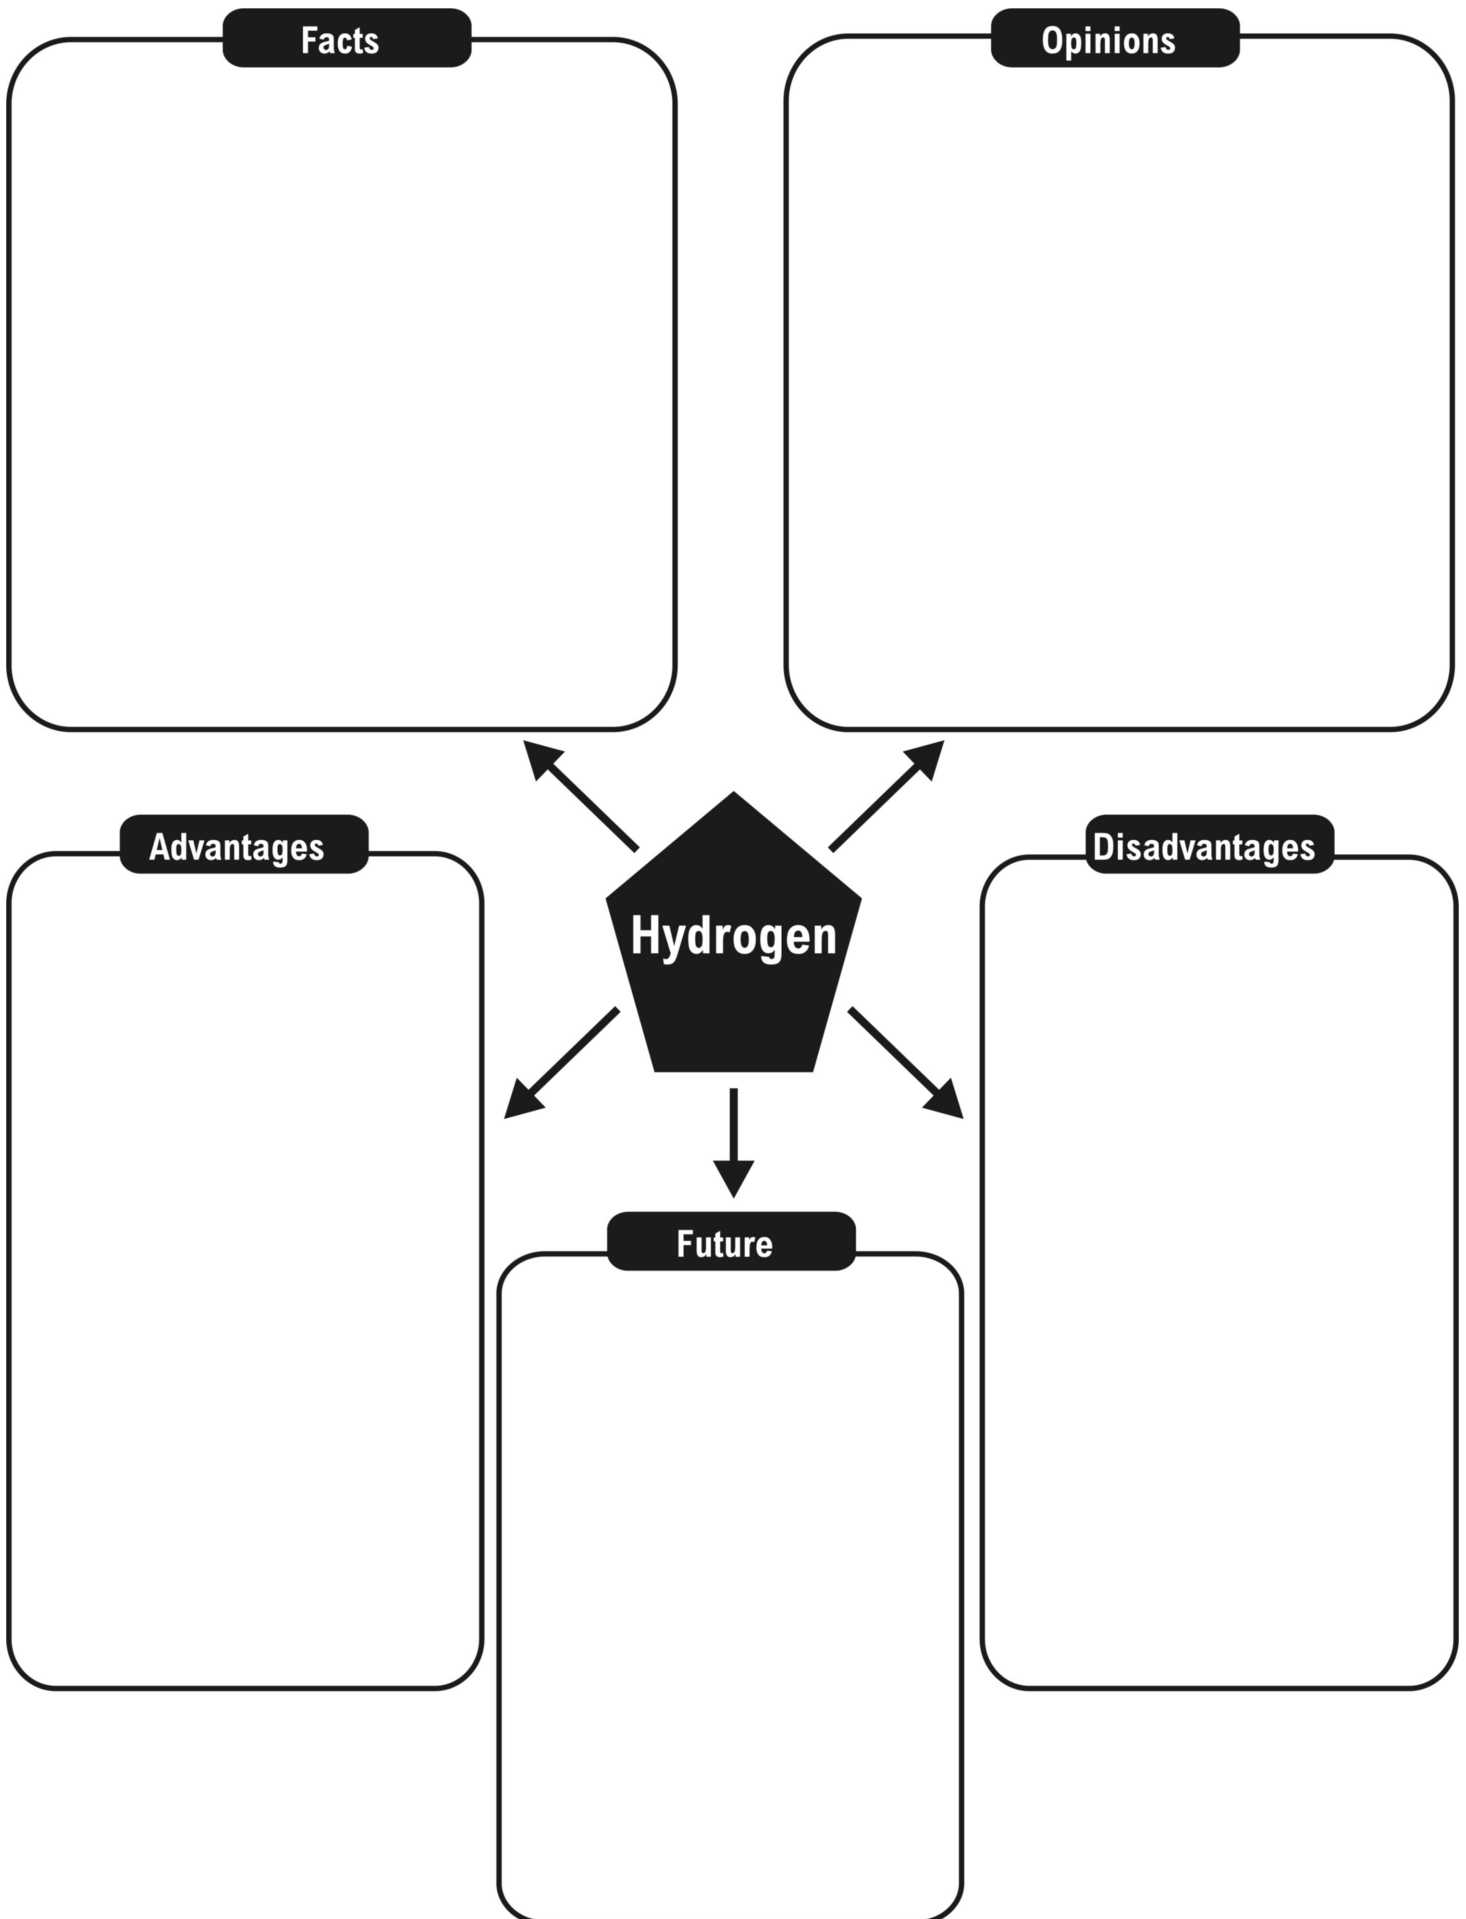 Facts
Opinions
Advantages
Disadvantages
Hydrogen
Future